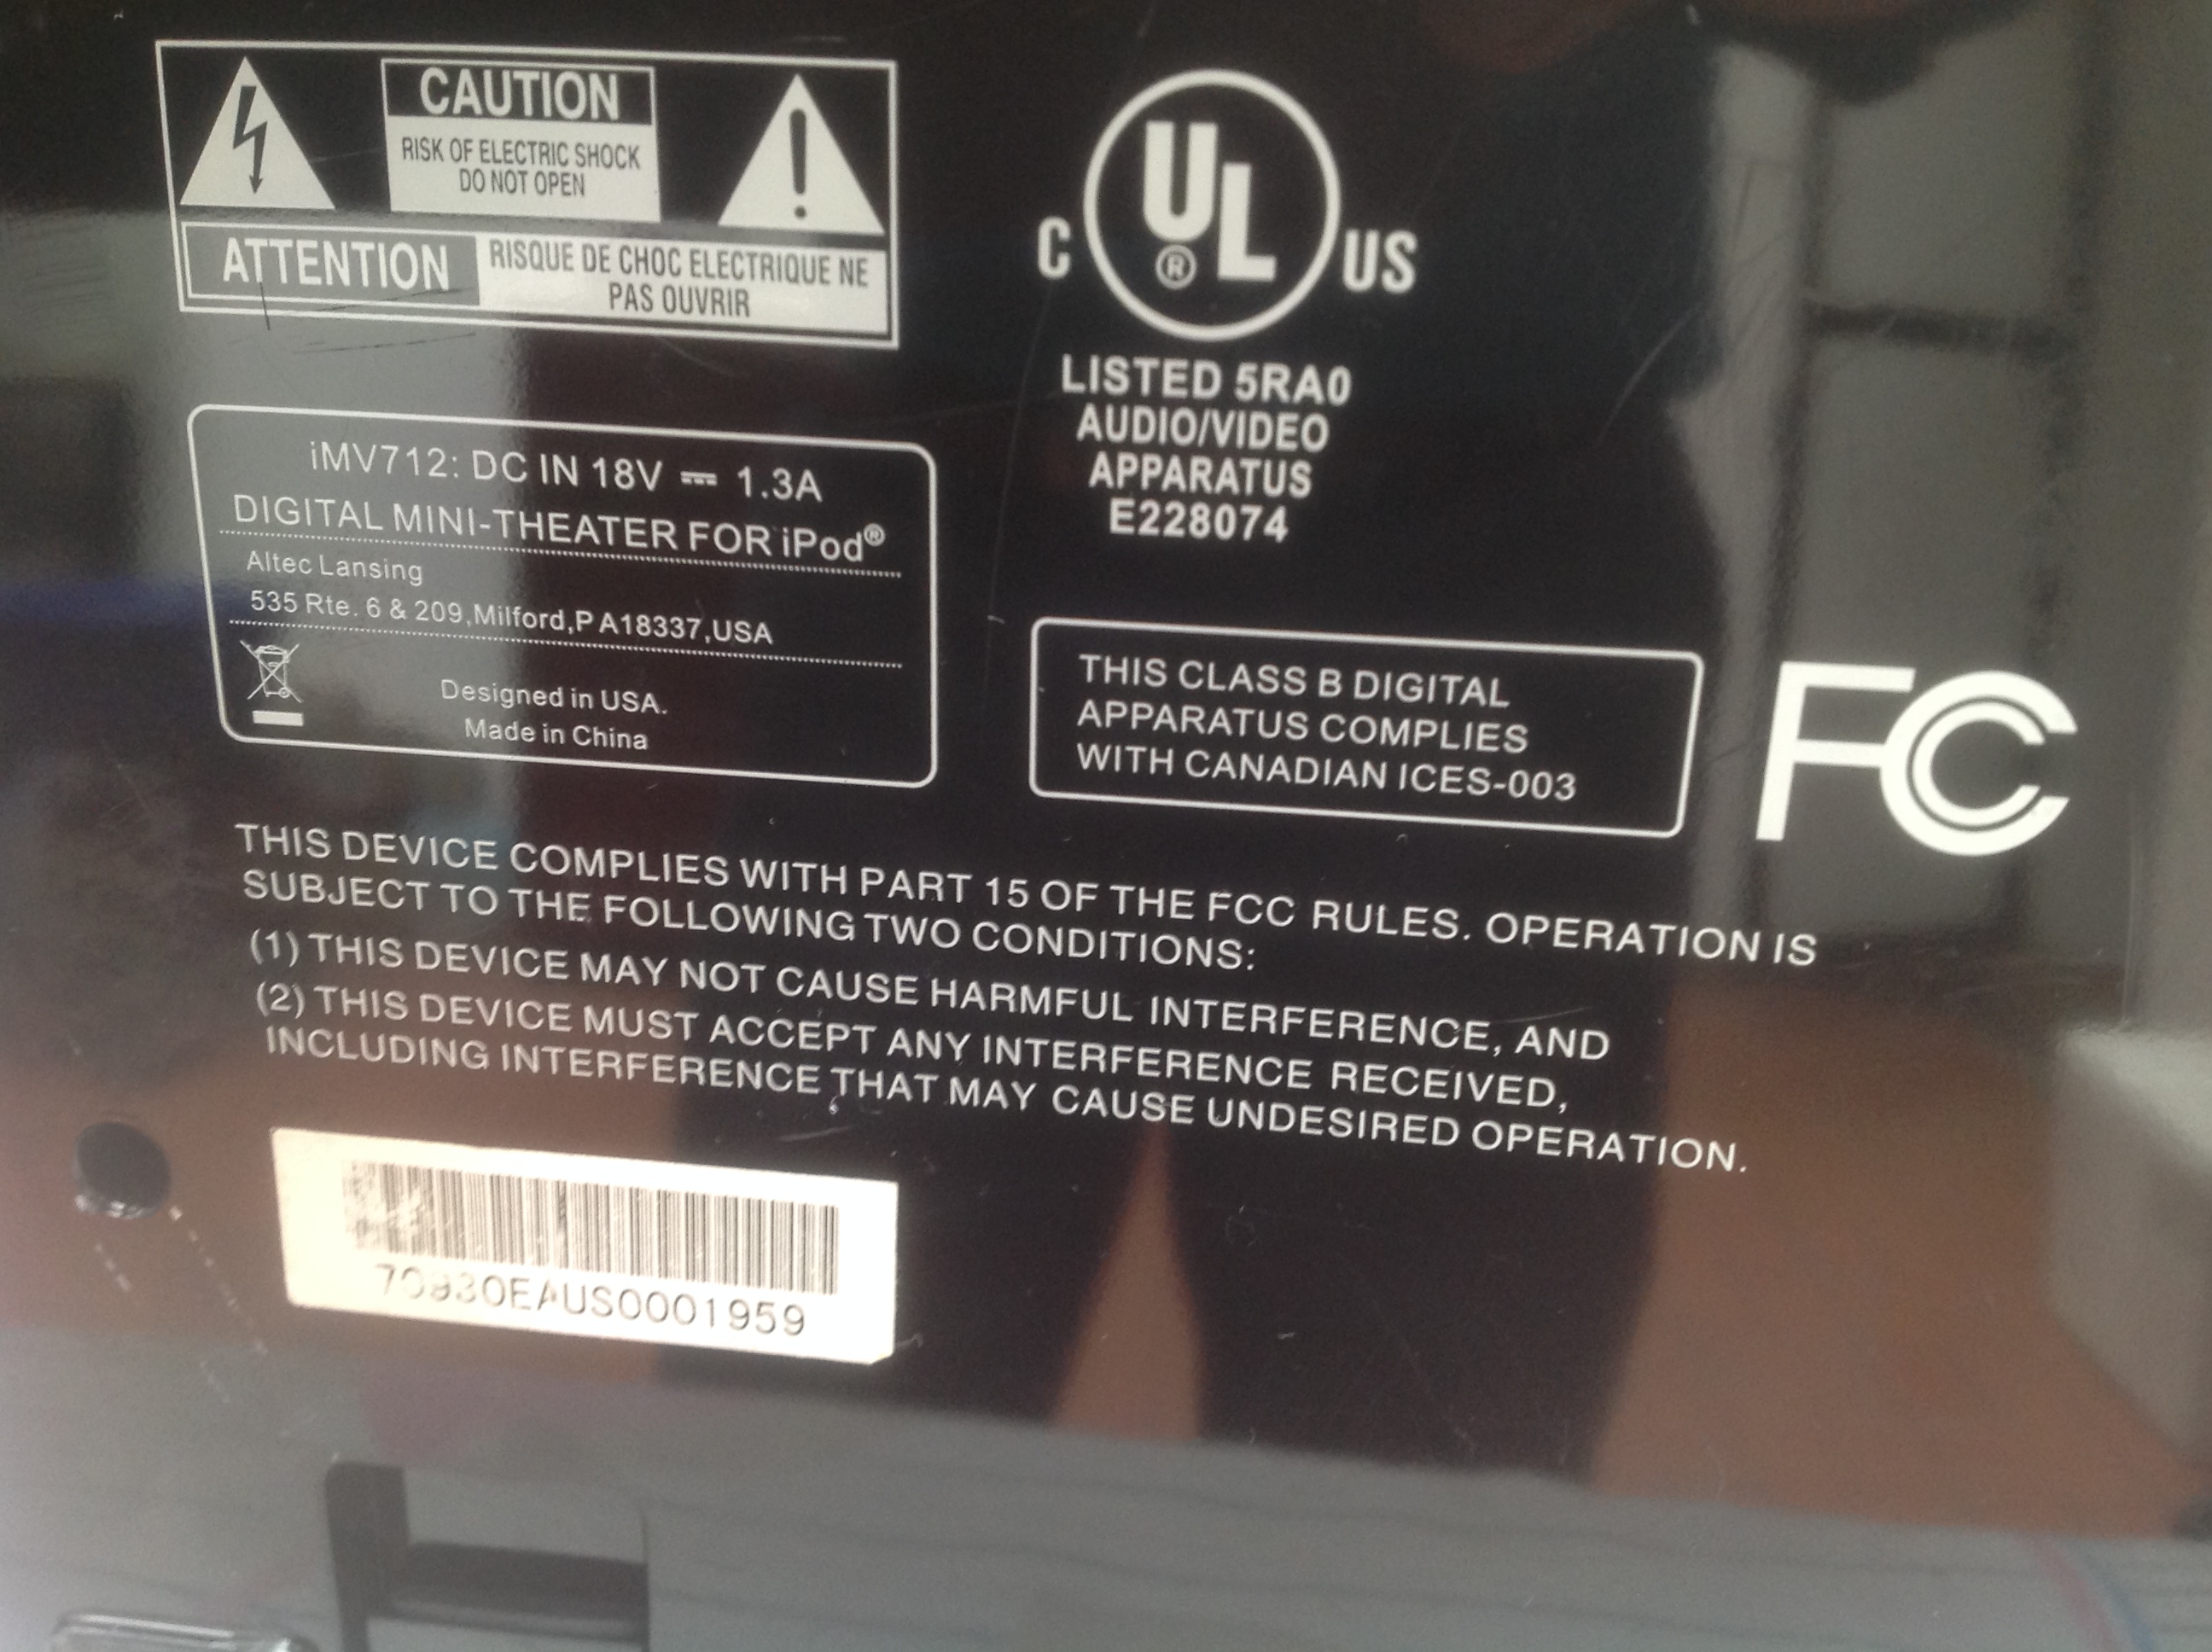 CAUTION
RISK OF ELECTRIC SHOCK
DO NOT OPEN
ATTENTION
RISQUE DE CHOC ELECTRIQUE NE
PAS OUVRIR
C UL® US
LISTED 5RA0
AUDIO/VIDEO
APPARATUS
E228074
iMV712: DC IN 18V ⎓ 1.3A
DIGITAL MINI-THEATER FOR iPod®
Altec Lansing
535 Rte. 6 & 209,Milford,PA18337,USA
Designed in USA.
Made in China
THIS CLASS B DIGITAL
APPARATUS COMPLIES
WITH CANADIAN ICES-003
FC
THIS DEVICE COMPLIES WITH PART 15 OF THE FCC RULES. OPERATION IS
SUBJECT TO THE FOLLOWING TWO CONDITIONS:
(1) THIS DEVICE MAY NOT CAUSE HARMFUL INTERFERENCE, AND
(2) THIS DEVICE MUST ACCEPT ANY INTERFERENCE RECEIVED,
INCLUDING INTERFERENCE THAT MAY CAUSE UNDESIRED OPERATION.
70930EAUS0001959